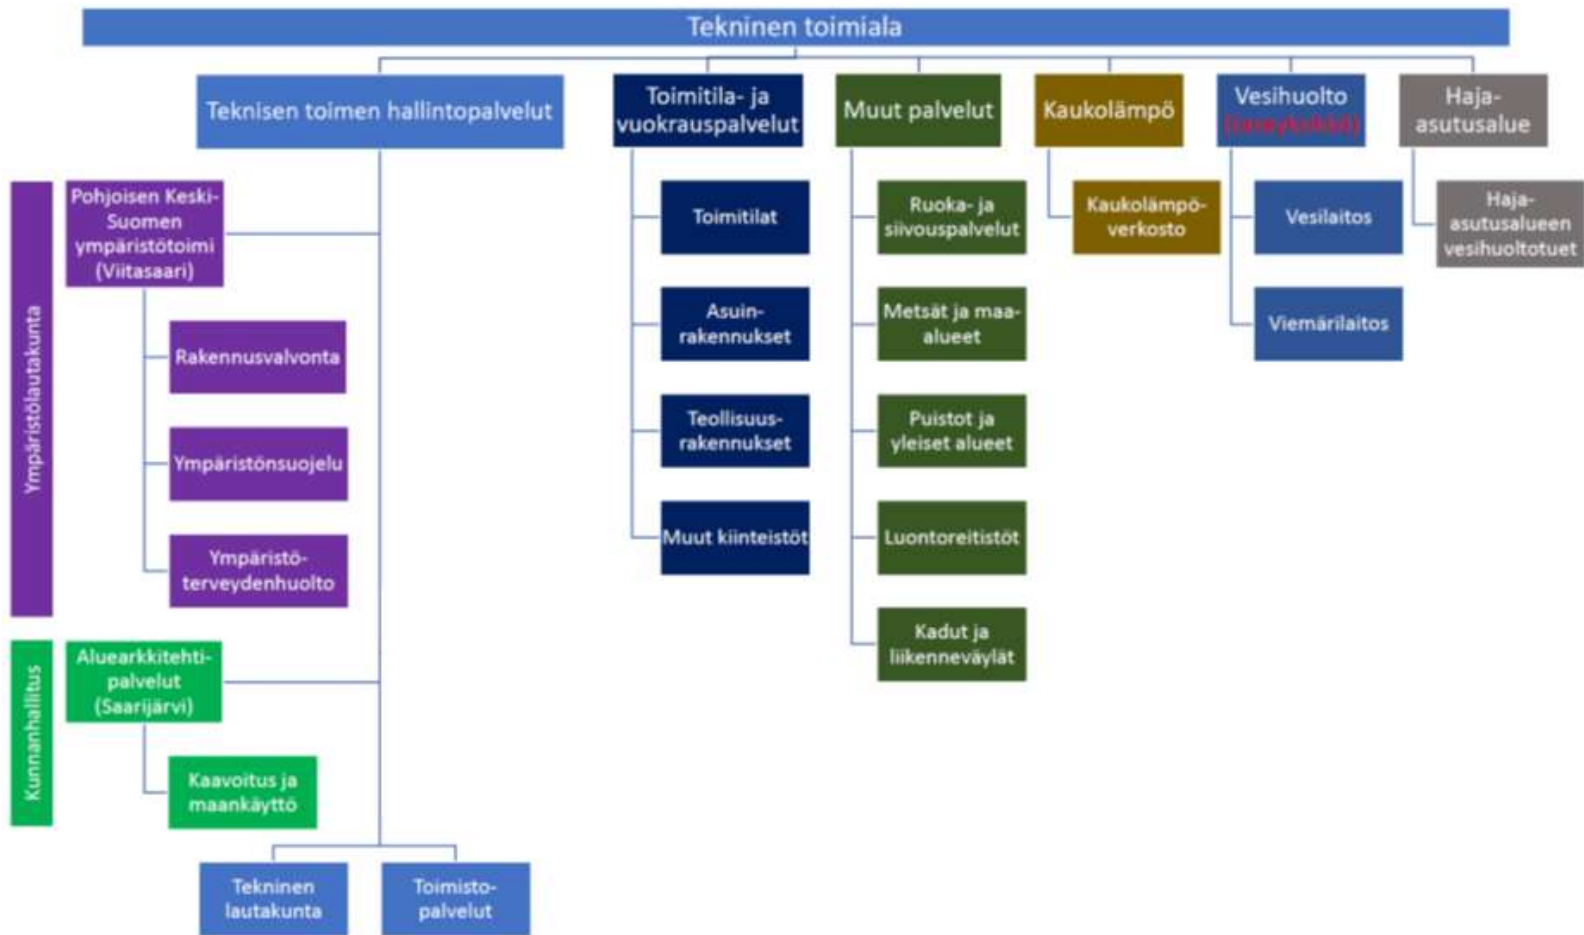 Tekninen toimiala
Teknisen toimen hallintopalvelut
Toimitila- ja
vuokrauspalvelut
Muut palvelut
Kaukolämpö
Vesihuolto
Haja-
asutusalue
Ympäristölautakunta
Pohjoisen Keski-
Suomen
ympäristötoimi
(Viitasaari)
Rakennusvalvonta
Ympäristönsuojelu
Ympäristö-
terveydenhuolto
Kunnanhallitus
Aluearkkitehti-
palvelut
(Saarijärvi)
Kaavoitus ja
maankäyttö
Tekninen
lautakunta
Toimisto-
palvelut
Toimitilat
Asuin-
rakennukset
Teollisuus-
rakennukset
Muut kiinteistöt
Ruoka- ja
siivouspalvelut
Metsät ja maa-
alueet
Puistot ja
yleiset alueet
Luontoreitistöt
Kadut ja
liikenneväylät
Kaukolämpö-
verkosto
Vesilaitos
Viemärilaitos
Haja-
asutusalueen
vesihuoltotuet